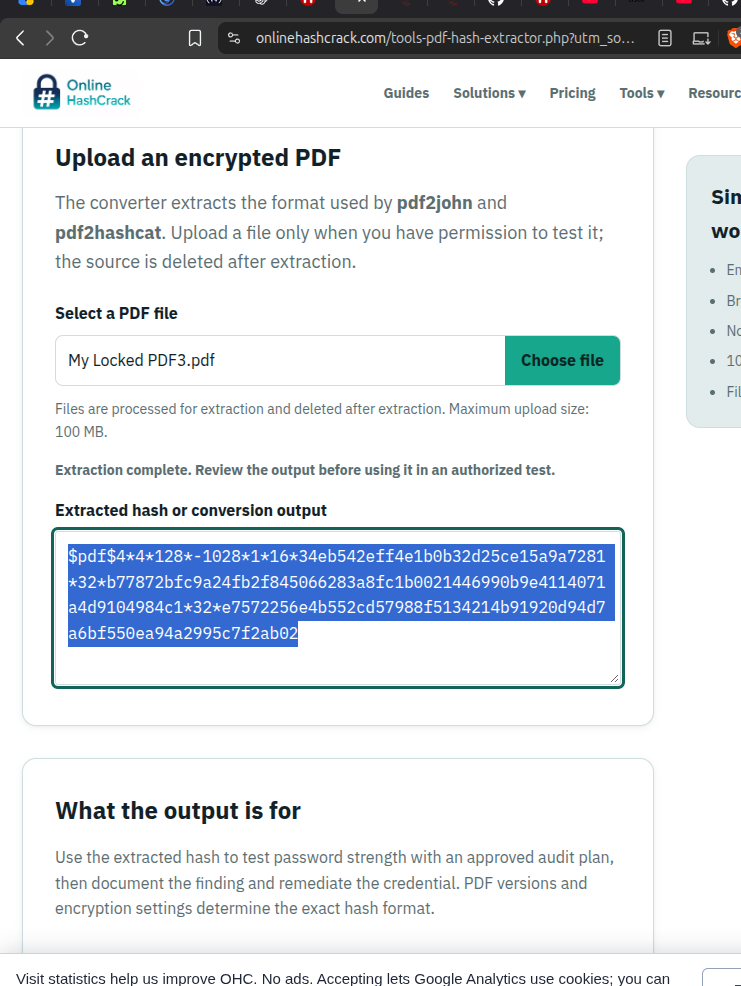 onlinehashcrack.com/tools-pdf-hash-extractor.php?utm_so...
Online
HashCrack
Guides
Solutions ▾
Pricing
Tools ▾
Resourc
Upload an encrypted PDF
The converter extracts the format used by pdf2john and
pdf2hashcat. Upload a file only when you have permission to test it;
the source is deleted after extraction.
Select a PDF file
My Locked PDF3.pdf
Choose file
Files are processed for extraction and deleted after extraction. Maximum upload size:
100 MB.
Extraction complete. Review the output before using it in an authorized test.
Extracted hash or conversion output
$pdf$4*4*128*-1028*1*16*34eb542eff4e1b0b32d25ce15a9a7281
*32*b77872bfc9a24fb2f845066283a8fc1b0021446990b9e4114071
a4d9104984c1*32*e7572256e4b552cd57988f5134214b91920d94d7
a6bf550ea94a2995c7f2ab02
Sin
wo
En
Br
No
10
Fil
What the output is for
Use the extracted hash to test password strength with an approved audit plan,
then document the finding and remediate the credential. PDF versions and
encryption settings determine the exact hash format.
Visit statistics help us improve OHC. No ads. Accepting lets Google Analytics use cookies; you can